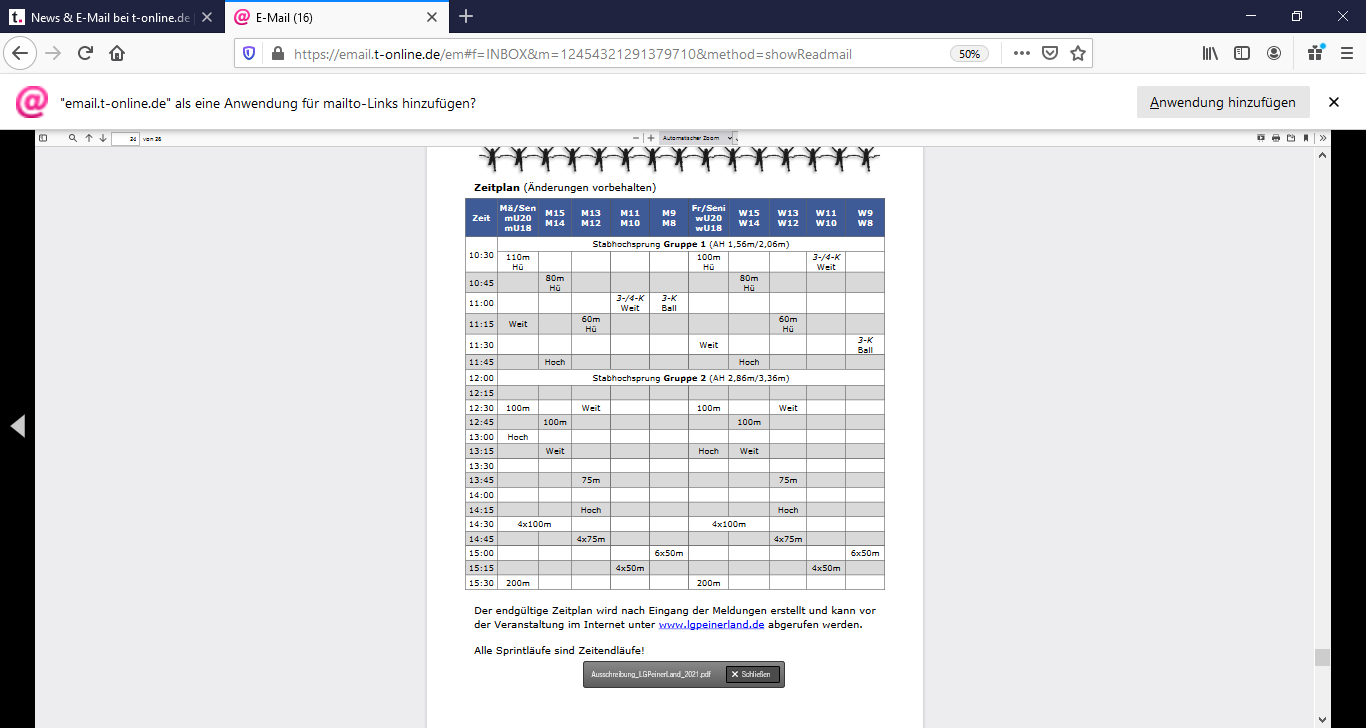 News & E-Mail bei t-online.de
E-Mail (16)
https://email.t-online.de/em#f=INBOX&m=12454321291379710&method=showReadmail
50%
"email.t-online.de" als eine Anwendung für mailto-Links hinzufügen?
Anwendung hinzufügen
24 von 26
Automatischer Zoom
Zeitplan (Änderungen vorbehalten)
Zeit Mä/Sen mU20 mU18 M15 M14 M13 M12 M11 M10 M9 M8 Fr/Seni wU20 wU18 W15 W14 W13 W12 W11 W10 W9 W8
10:30 Stabhochsprung Gruppe 1 (AH 1,56m/2,06m)
110m Hü 100m Hü 3-/4-K Weit
10:45 80m Hü 80m Hü
11:00 3-/4-K Weit 3-K Ball
11:15 Weit 60m Hü 60m Hü
11:30 Weit 3-K Ball
11:45 Hoch Hoch
12:00 Stabhochsprung Gruppe 2 (AH 2,86m/3,36m)
12:15
12:30 100m Weit 100m Weit
12:45 100m 100m
13:00 Hoch
13:15 Weit Hoch Weit
13:30
13:45 75m 75m
14:00
14:15 Hoch Hoch
14:30 4x100m 4x100m
14:45 4x75m 4x75m
15:00 6x50m 6x50m
15:15 4x50m 4x50m
15:30 200m 200m
Der endgültige Zeitplan wird nach Eingang der Meldungen erstellt und kann vor
der Veranstaltung im Internet unter www.lgpeinerland.de abgerufen werden.
Alle Sprintläufe sind Zeitendläufe!
Ausschreibung_LGPeinerLand_2021.pdf
Schließen